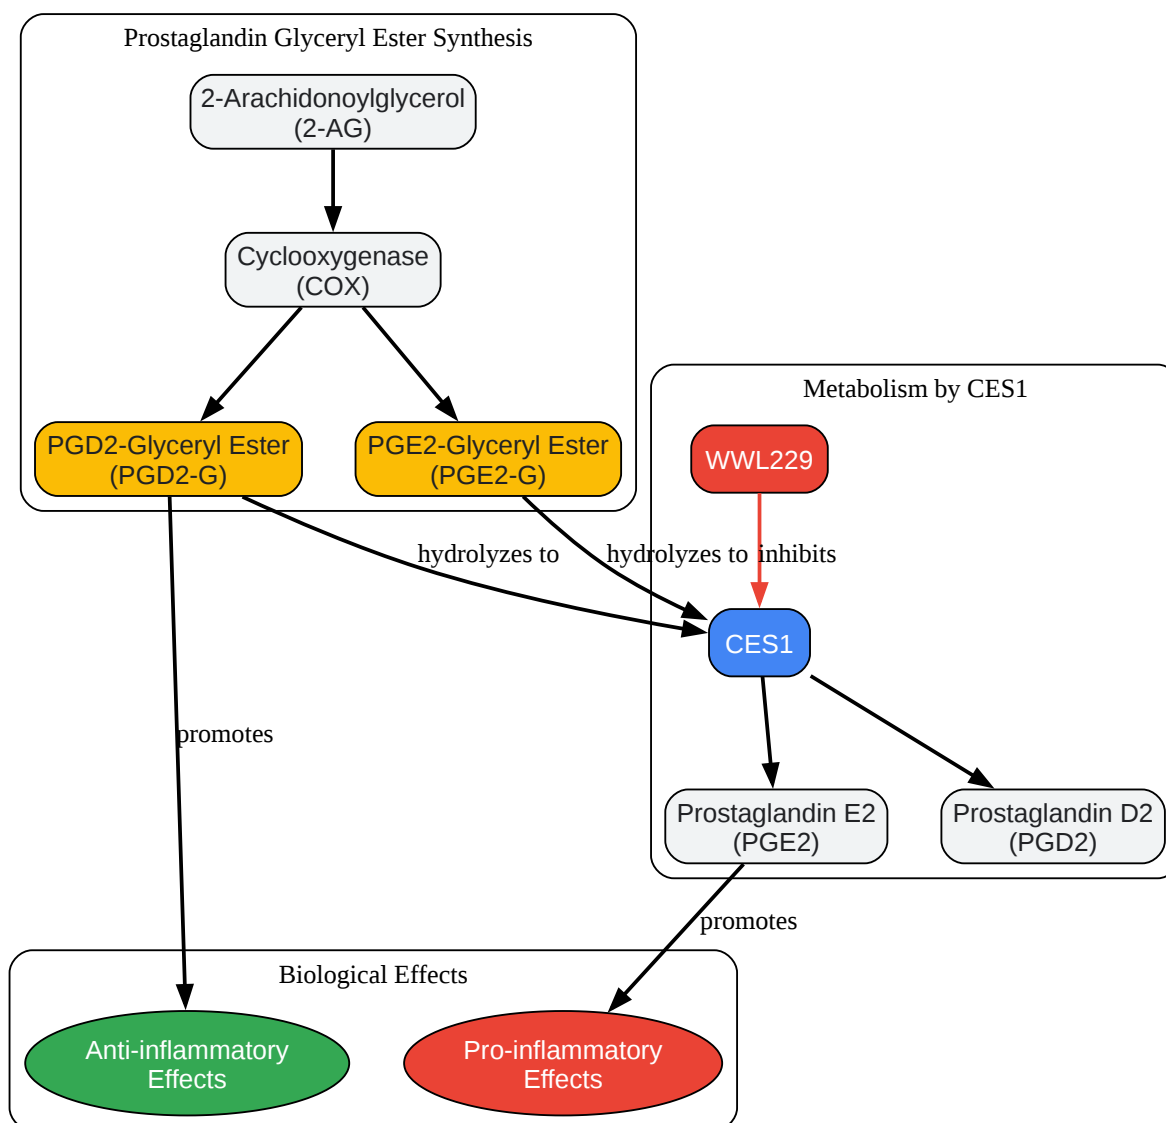 Prostaglandin Glyceryl Ester Synthesis
2-Arachidonoylglycerol
(2-AG)
Cyclooxygenase
(COX)
PGD2-Glyceryl Ester
(PGD2-G)
PGE2-Glyceryl Ester
(PGE2-G)
Metabolism by CES1
WWL229
hydrolyzes to
hydrolyzes to
inhibits
CES1
promotes
Prostaglandin E2
(PGE2)
Prostaglandin D2
(PGD2)
promotes
Biological Effects
Anti-inflammatory
Effects
Pro-inflammatory
Effects